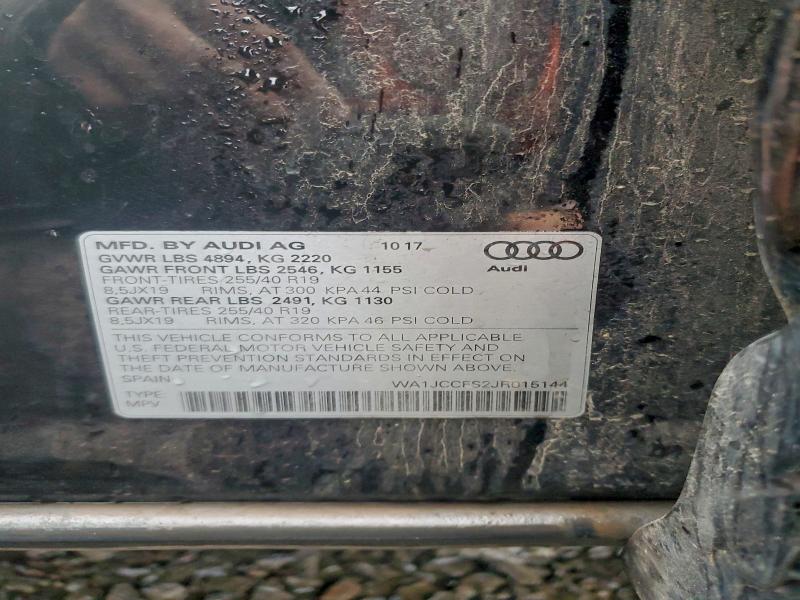 MFD. BY AUDI AG 10 17
GVWR LBS 4894, KG 2220
Audi
GAWR FRONT LBS 2546, KG 1155
FRONT-TIRES 255/40 R19
8,5JX19 RIMS, AT 300 KPA 44 PSI COLD
GAWR REAR LBS 2491, KG 1130
REAR-TIRES 255/40 R19
8,5JX19 RIMS, AT 320 KPA 46 PSI COLD
THIS VEHICLE CONFORMS TO ALL APPLICABLE
U.S. FEDERAL MOTOR VEHICLE SAFETY AND
THEFT PREVENTION STANDARDS IN EFFECT ON
THE DATE OF MANUFACTURE SHOWN ABOVE.
SPAIN WA1JCCFS2JR015144
TYPE:
MPV